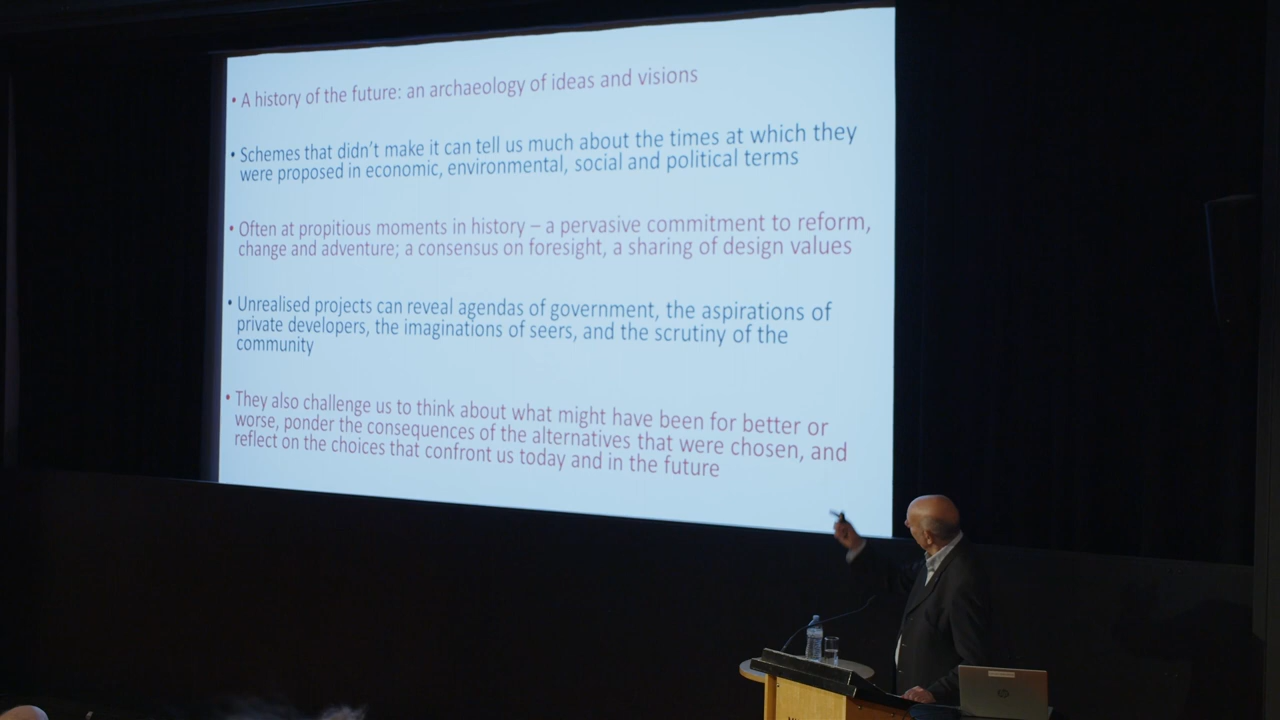 • A history of the future: an archaeology of ideas and visions
• Schemes that didn't make it can tell us much about the times at which they
were proposed in economic, environmental, social and political terms
• Often at propitious moments in history – a pervasive commitment to reform,
change and adventure; a consensus on foresight, a sharing of design values
• Unrealised projects can reveal agendas of government, the aspirations of
private developers, the imaginations of seers, and the scrutiny of the
community
• They also challenge us to think about what might have been for better or
worse, ponder the consequences of the alternatives that were chosen, and
reflect on the choices that confront us today and in the future
hp